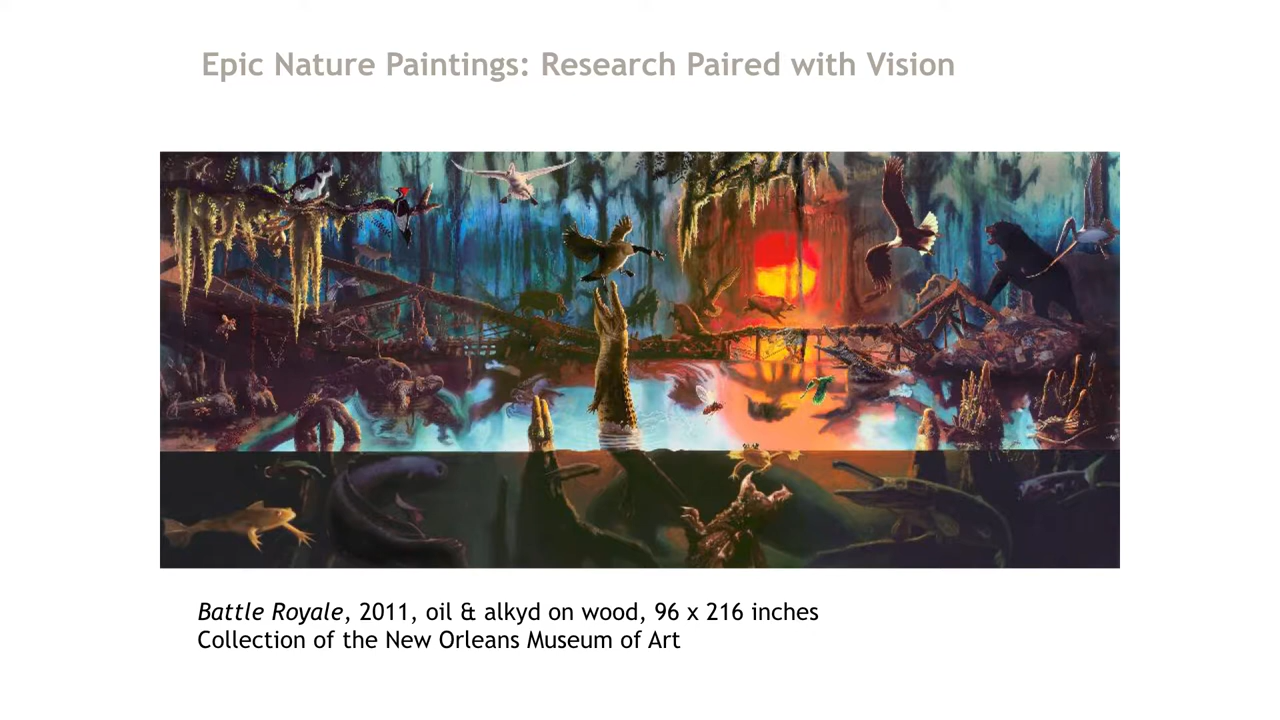 Epic Nature Paintings: Research Paired with Vision
Battle Royale, 2011, oil & alkyd on wood, 96 x 216 inches
Collection of the New Orleans Museum of Art